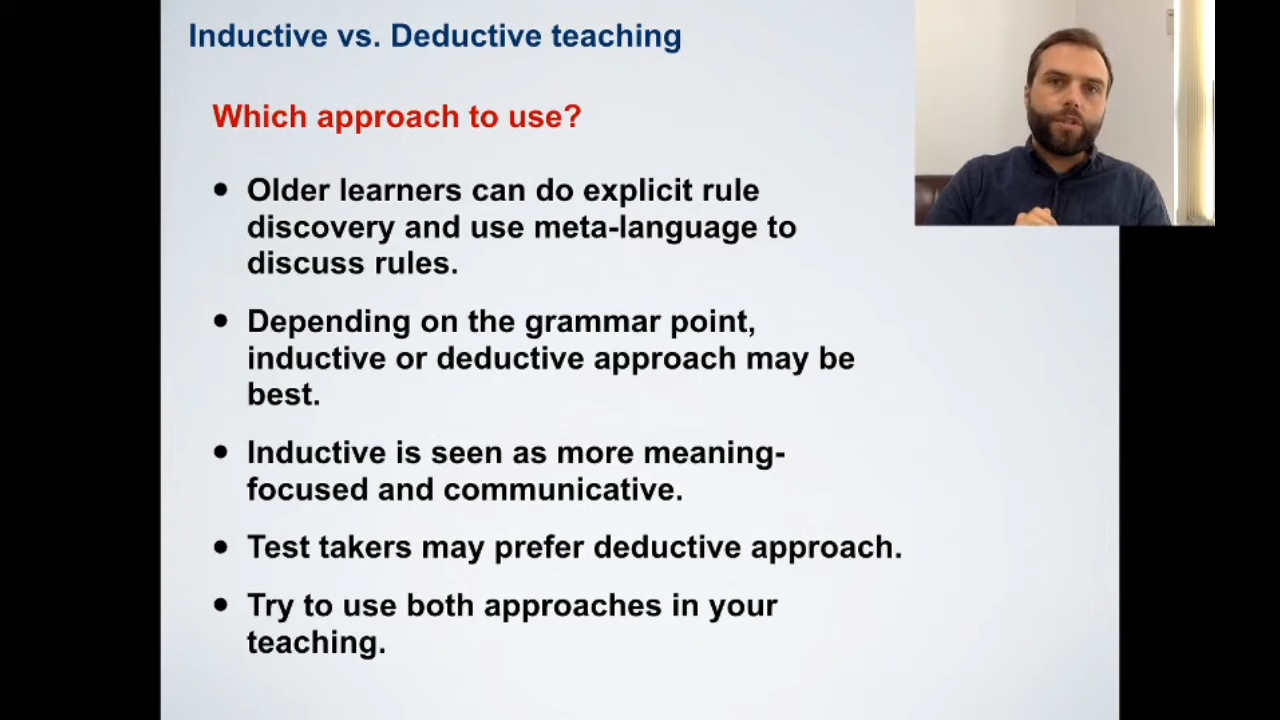 Inductive vs. Deductive teaching
Which approach to use?
• Older learners can do explicit rule
discovery and use meta-language to
discuss rules.
• Depending on the grammar point,
inductive or deductive approach may be
best.
• Inductive is seen as more meaning-
focused and communicative.
• Test takers may prefer deductive approach.
• Try to use both approaches in your
teaching.